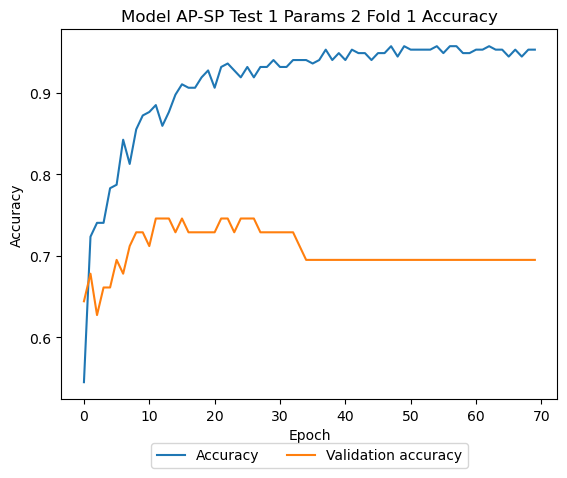 Model AP-SP Test 1 Params 2 Fold 1 Accuracy
Accuracy
0.9
0.8
0.7
0.6
0 10 20 30 40 50 60 70
Epoch
Accuracy Validation accuracy